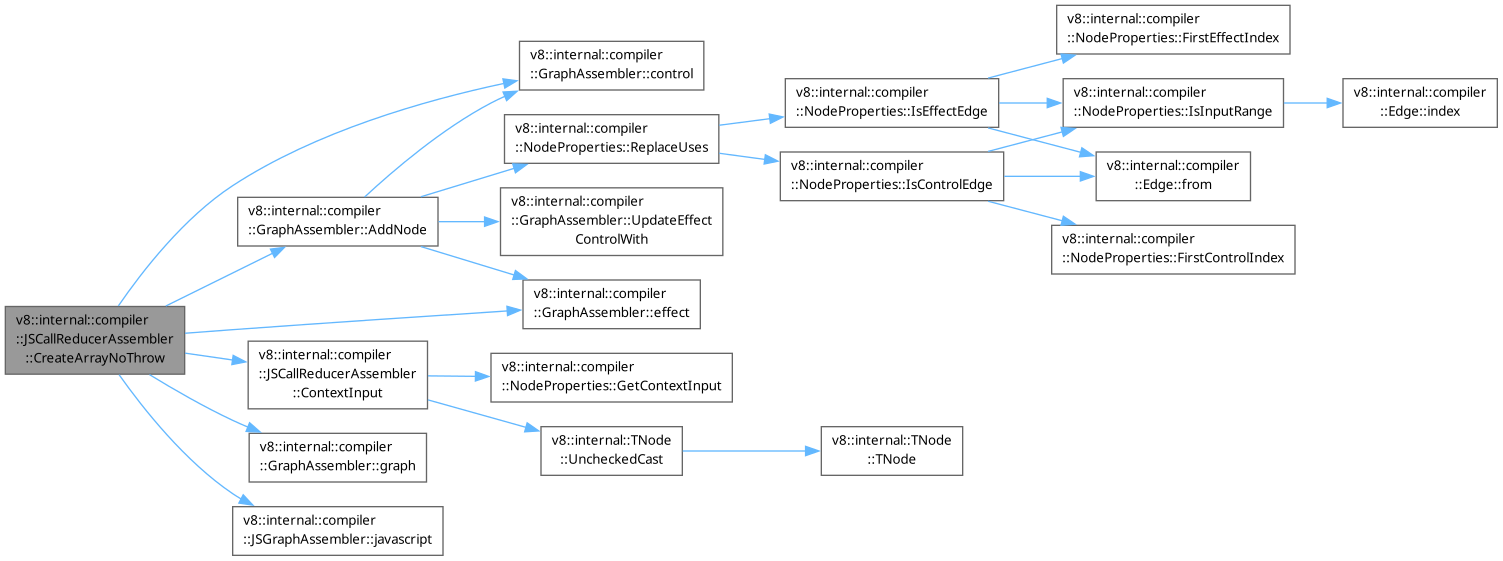 v8::internal::compiler
::JSCallReducerAssembler
::CreateArrayNoThrow
v8::internal::compiler
::GraphAssembler::control
v8::internal::compiler
::GraphAssembler::AddNode
v8::internal::compiler
::NodeProperties::ReplaceUses
v8::internal::compiler
::NodeProperties::IsEffectEdge
v8::internal::compiler
::NodeProperties::FirstEffectIndex
v8::internal::compiler
::NodeProperties::IsInputRange
v8::internal::compiler
::Edge::index
v8::internal::compiler
::Edge::from
v8::internal::compiler
::NodeProperties::IsControlEdge
v8::internal::compiler
::NodeProperties::FirstControlIndex
v8::internal::compiler
::GraphAssembler::UpdateEffect
ControlWith
v8::internal::compiler
::GraphAssembler::effect
v8::internal::compiler
::JSCallReducerAssembler
::ContextInput
v8::internal::compiler
::NodeProperties::GetContextInput
v8::internal::TNode
::UncheckedCast
v8::internal::TNode
::TNode
v8::internal::compiler
::GraphAssembler::graph
v8::internal::compiler
::JSGraphAssembler::javascript